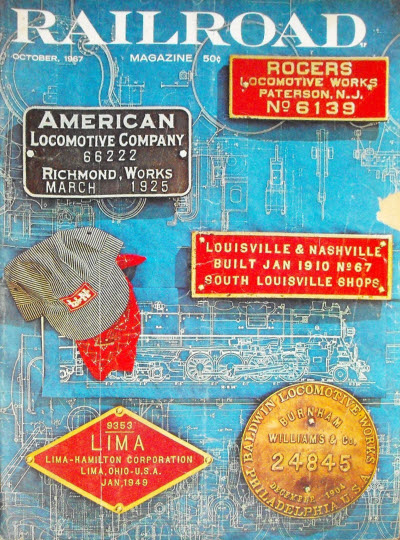 RAILROAD
OCTOBER, 1967 MAGAZINE 50¢
ROGERS
LOCOMOTIVE WORKS
PATERSON, N.J.
No 6139
AMERICAN
LOCOMOTIVE COMPANY
66222
RICHMOND, WORKS
MARCH 1925
LOUISVILLE & NASHVILLE
BUILT JAN 1910 No 67
SOUTH LOUISVILLE SHOPS
9353
LIMA
LIMA-HAMILTON CORPORATION
LIMA, OHIO-U.S.A.
JAN, 1949
BALDWIN LOCOMOTIVE WORKS
BURNHAM
WILLIAMS & Co.
24845
DECEMBER - 1904
PHILADELPHIA, U.S.A.